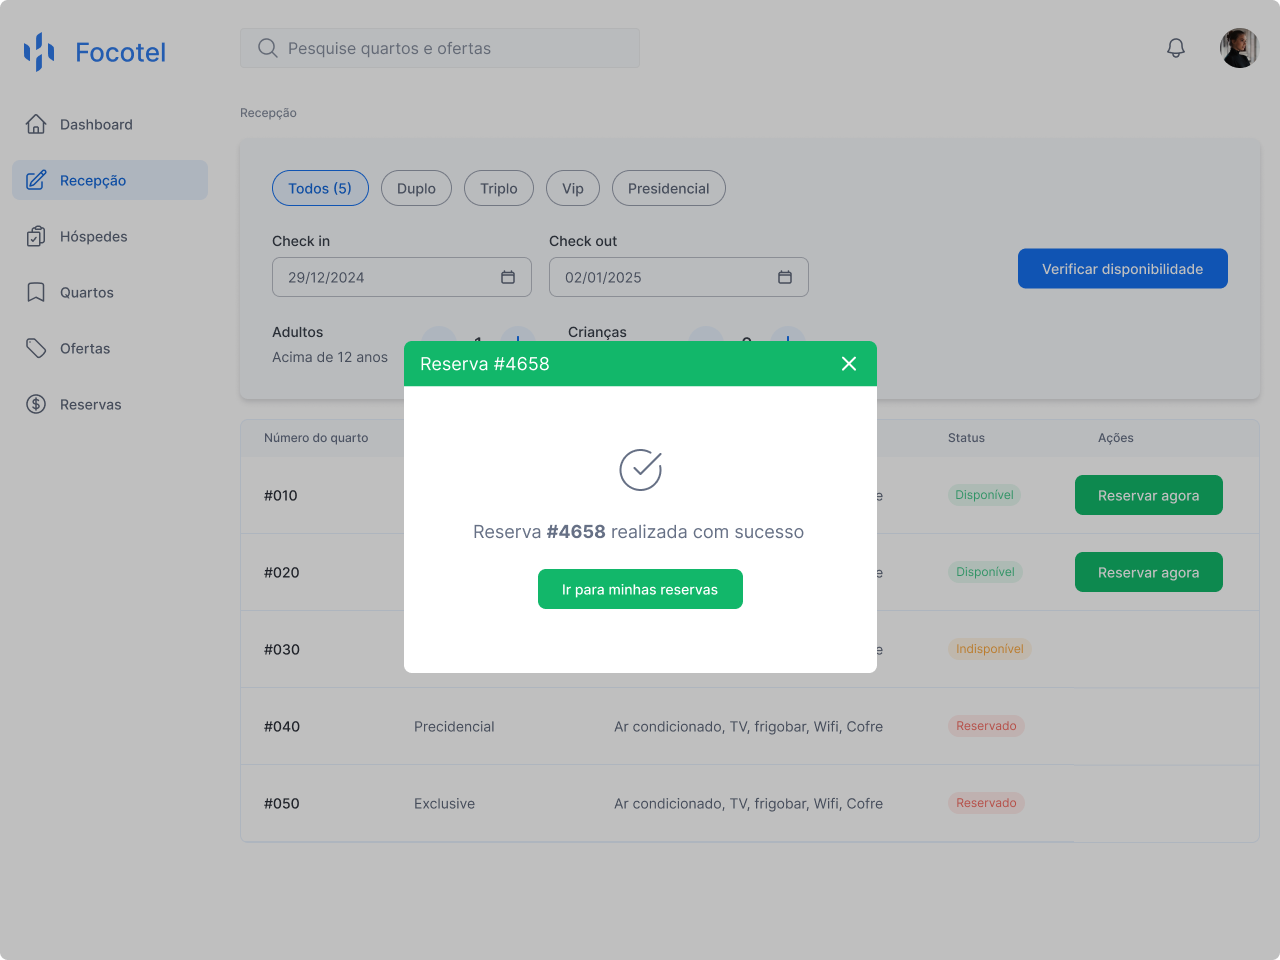 Focotel
Pesquise quartos e ofertas
Dashboard
Recepção
Hóspedes
Quartos
Ofertas
Reservas
Recepção
Todos (5)
Duplo
Triplo
Vip
Presidencial
Check in
Check out
29/12/2024
02/01/2025
Verificar disponibilidade
Adultos
Crianças
Acima de 12 anos
Reserva #4658
Reserva #4658 realizada com sucesso
Ir para minhas reservas
Número do quarto
Status
Ações
#010
Disponível
Reservar agora
#020
Disponível
Reservar agora
#030
Indisponível
#040 Precidencial Ar condicionado, TV, frigobar, Wifi, Cofre Reservado
#050 Exclusive Ar condicionado, TV, frigobar, Wifi, Cofre Reservado